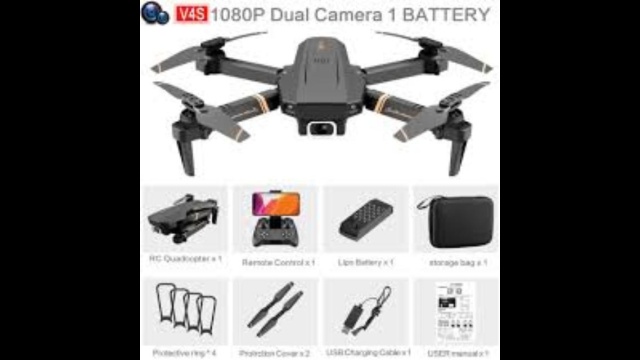 V4S 1080P Dual Camera 1 BATTERY
RC Quadcopter x 1
Remote Control x 1
Lipo Battery x 1
storage bag x 1
Protective ring * 4
Protection Cover x 2
USB Charging Cable x 1
USER manual x 1